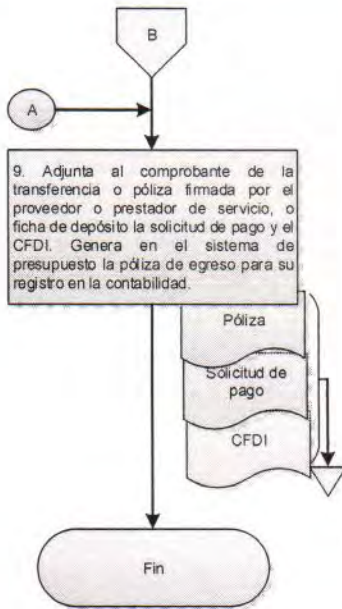 B
A
9. Adjunta al comprobante de la
transferencia o póliza firmada por el
proveedor o prestador de servicio, o
ficha de depósito la solicitud de pago y el
CFDI. Genera en el sistema de
presupuesto la póliza de egreso para su
registro en la contabilidad.
Póliza
Solicitud de
pago
CFDI
Fin